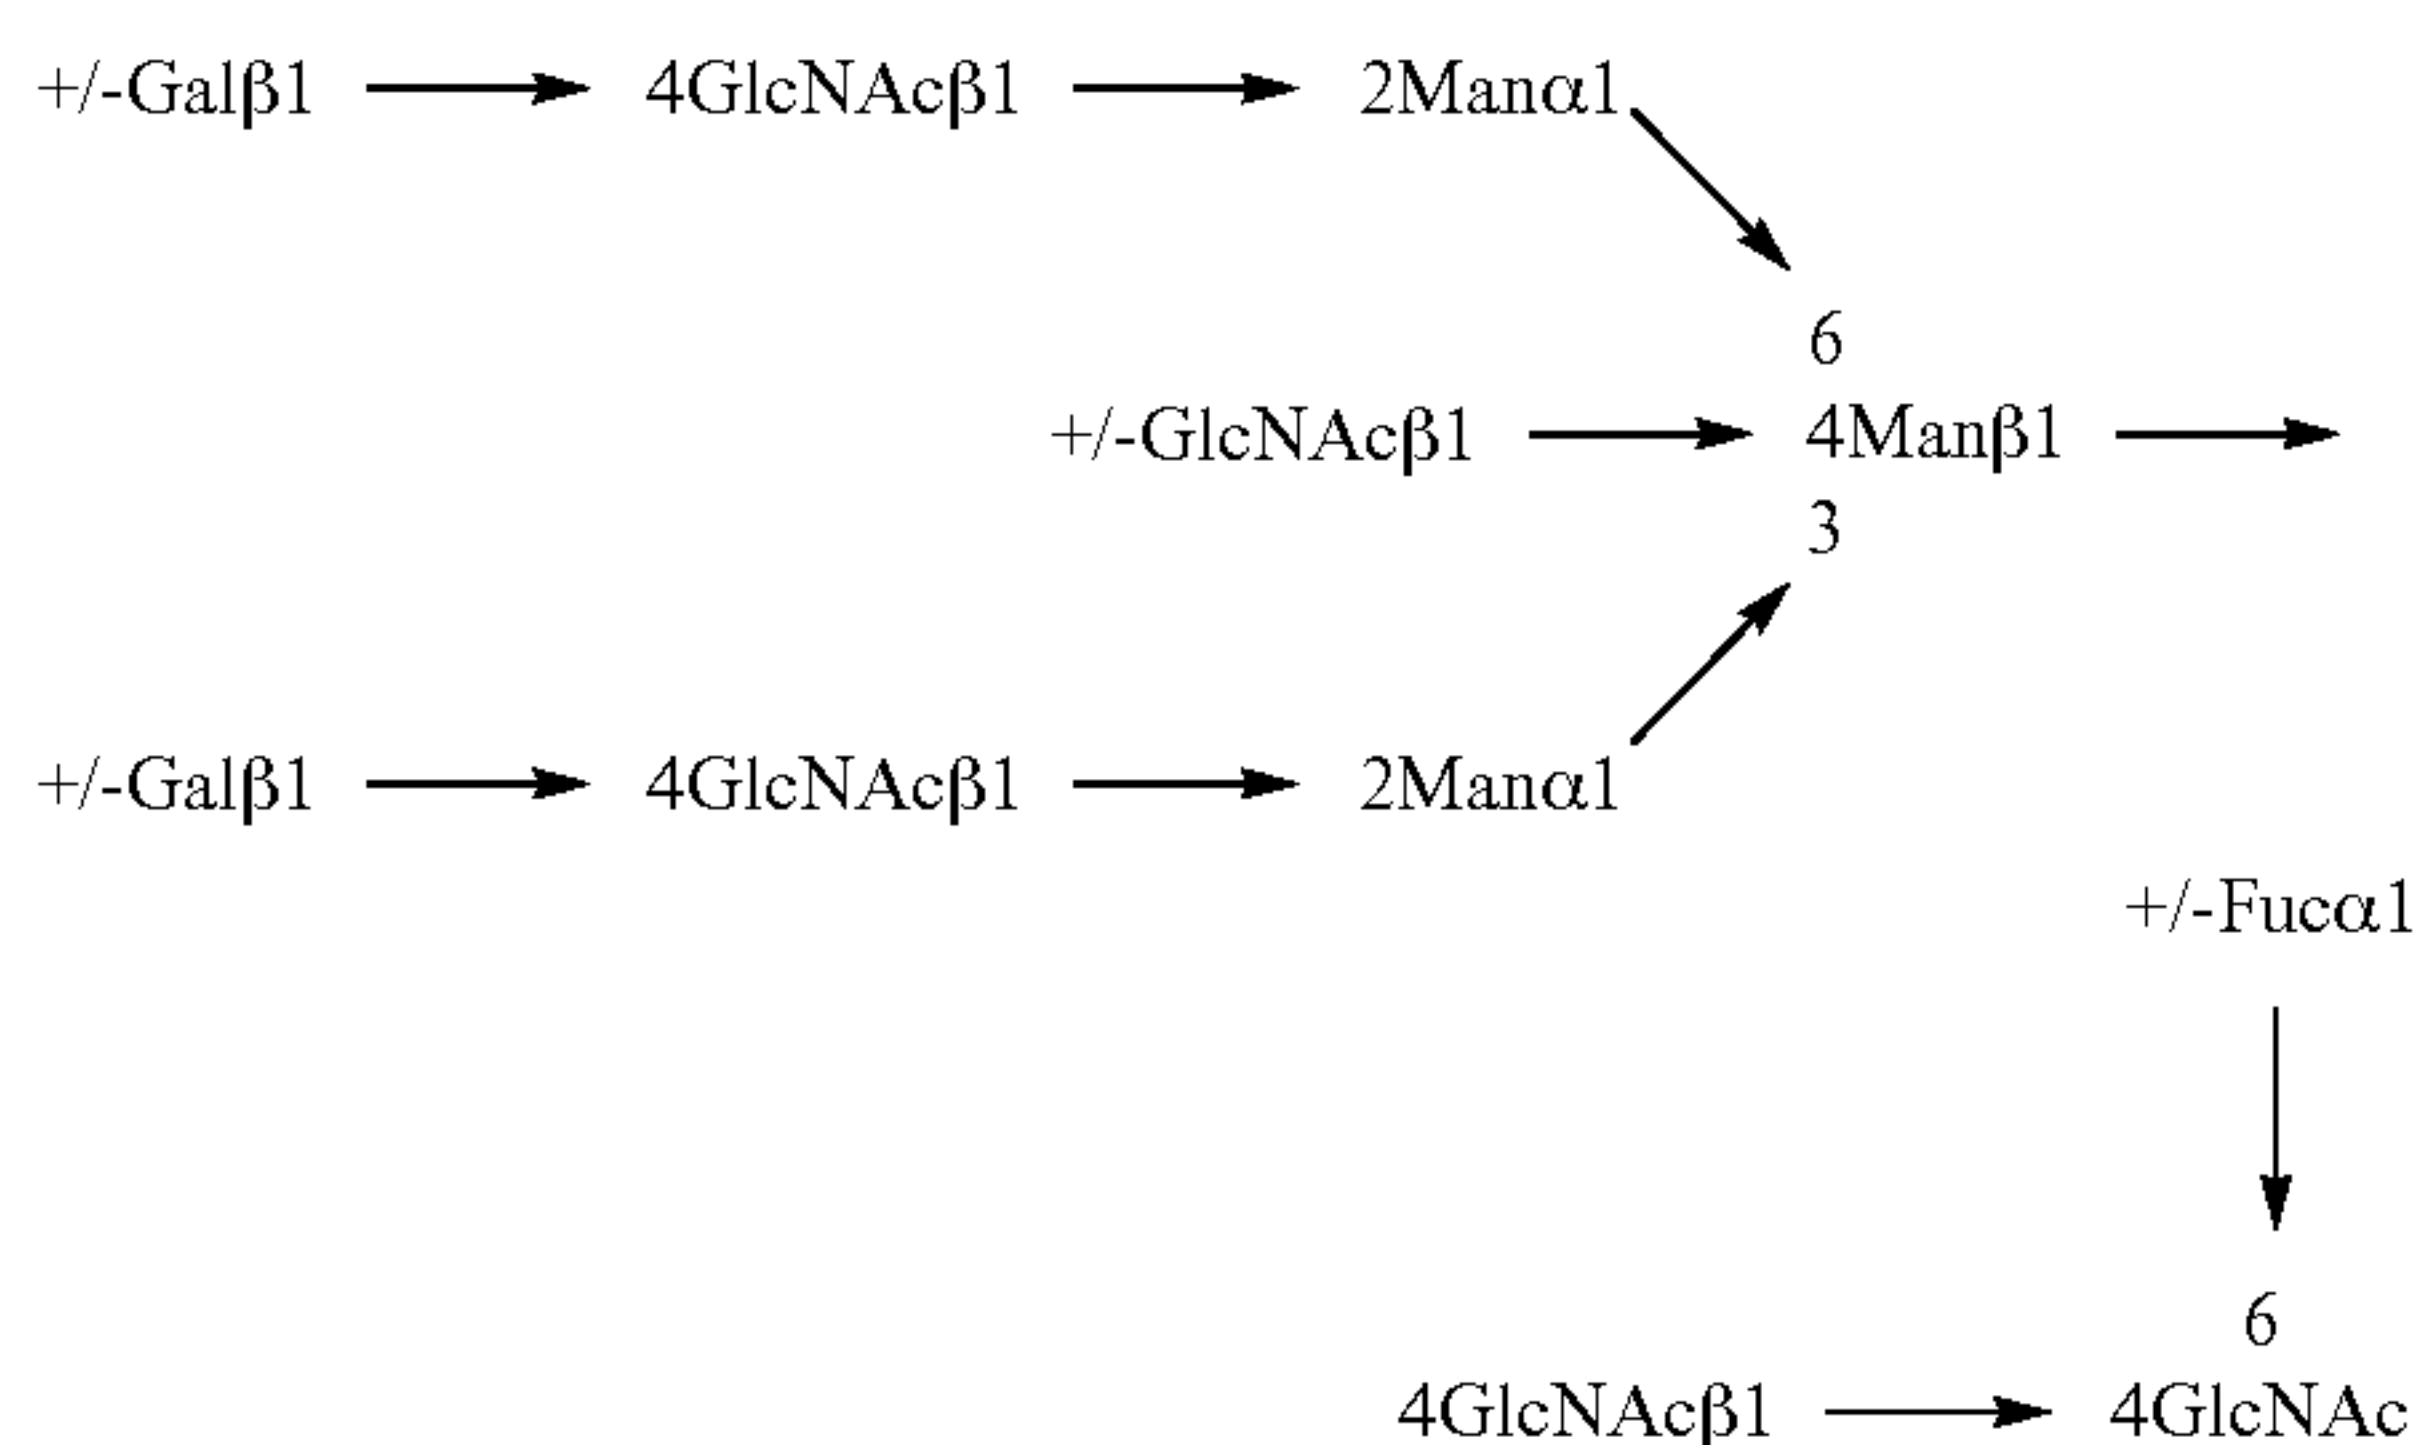 +/-Galβ1 → 4GlcNAcβ1 → 2Manα1
6
+/-GlcNAcβ1 → 4Manβ1 →
3
+/-Galβ1 → 4GlcNAcβ1 → 2Manα1
+/-Fucα1
6
4GlcNAcβ1 → 4GlcNAc